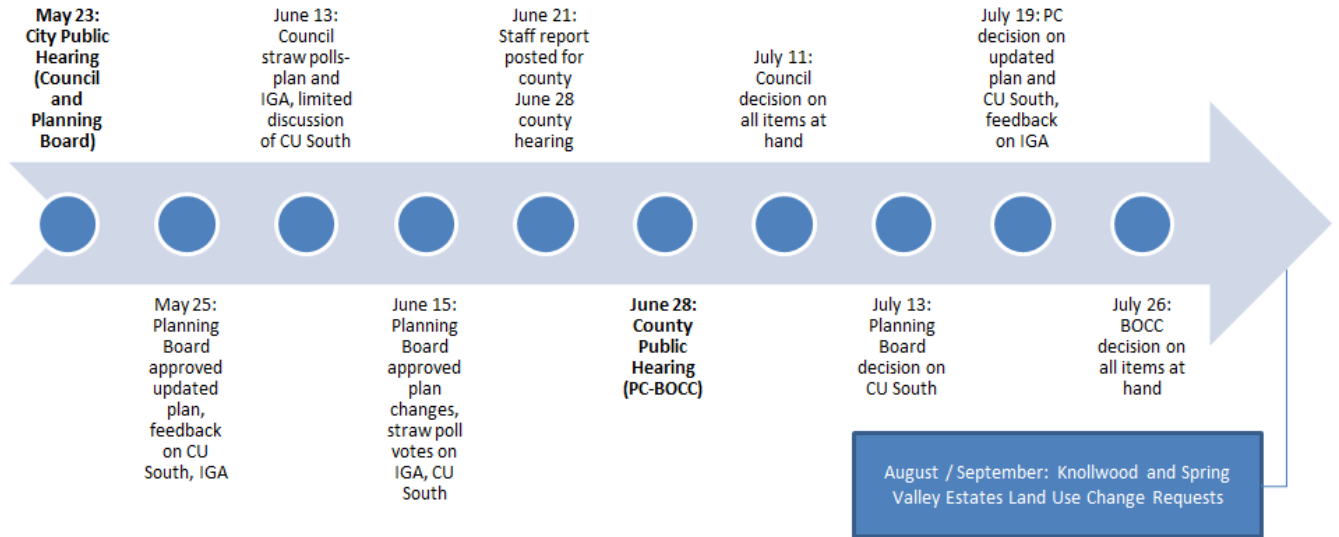 May 23:
City Public
Hearing
(Council
and
Planning
Board)
May 25:
Planning
Board
approved
updated
plan,
feedback
on CU
South, IGA
June 13:
Council
straw polls-
plan and
IGA, limited
discussion
of CU South
June 15:
Planning
Board
approved
plan
changes,
straw poll
votes on
IGA, CU
South
June 21:
Staff report
posted for
county
June 28
county
hearing
June 28:
County
Public
Hearing
(PC-BOCC)
July 11:
Council
decision on
all items at
hand
July 13:
Planning
Board
decision on
CU South
July 19: PC
decision on
updated
plan and
CU South,
feedback
on IGA
July 26:
BOCC
decision on
all items at
hand
August / September: Knollwood and Spring
Valley Estates Land Use Change Requests